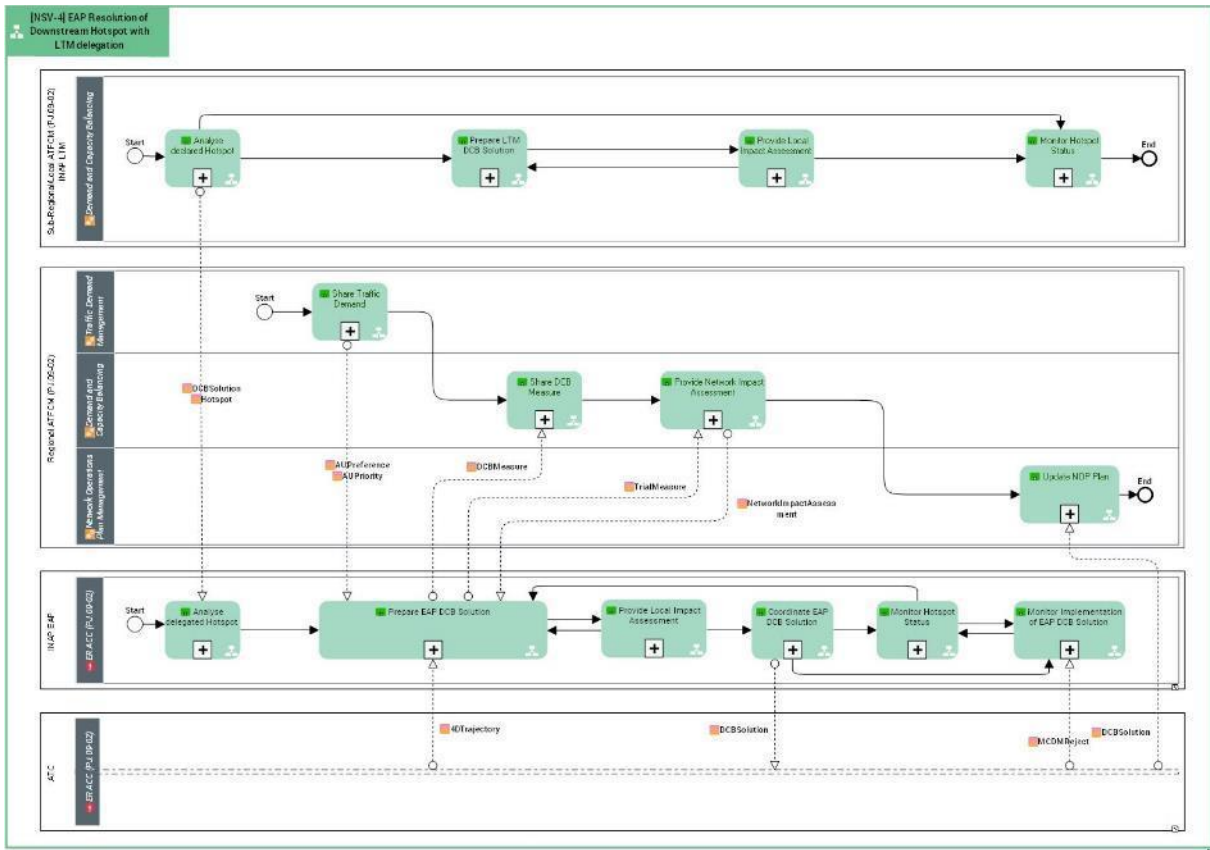 [NSV-4] EAP Resolution of
Downstream Hotspot with
LTM delegation
Sub-Regional/Local ATFCM (PJ.09-02)
INAP LTM
Demand and Capacity Balancing
Start
Analyse
declared Hotspot
Prepare LTM
DCB Solution
Provide Local
Impact Assessment
Monitor Hotspot
Status
End
Regional ATFCM (PJ.09-02)
Traffic Demand
Management
Start
Share Traffic
Demand
Demand and
Capacity Balancing
DCBSolution
Hotspot
Share DCB
Measure
Provide Network Impact
Assessment
Network Operations
Plan Management
AUPreference
AUPriority
DCBMeasure
TrialMeasure
NetworkImpactAssess
ment
Update NOP Plan
End
INAP EAP
ER ACC (PJ.09-02)
Start
Analyse
delegated Hotspot
Prepare EAP DCB Solution
Provide Local Impact
Assessment
Coordinate EAP
DCB Solution
Monitor Hotspot
Status
Monitor Implementation
of EAP DCB Solution
ATC
ER ACC (PJ.09-02)
4DTrajectory
DCBSolution
MCDMReject
DCBSolution